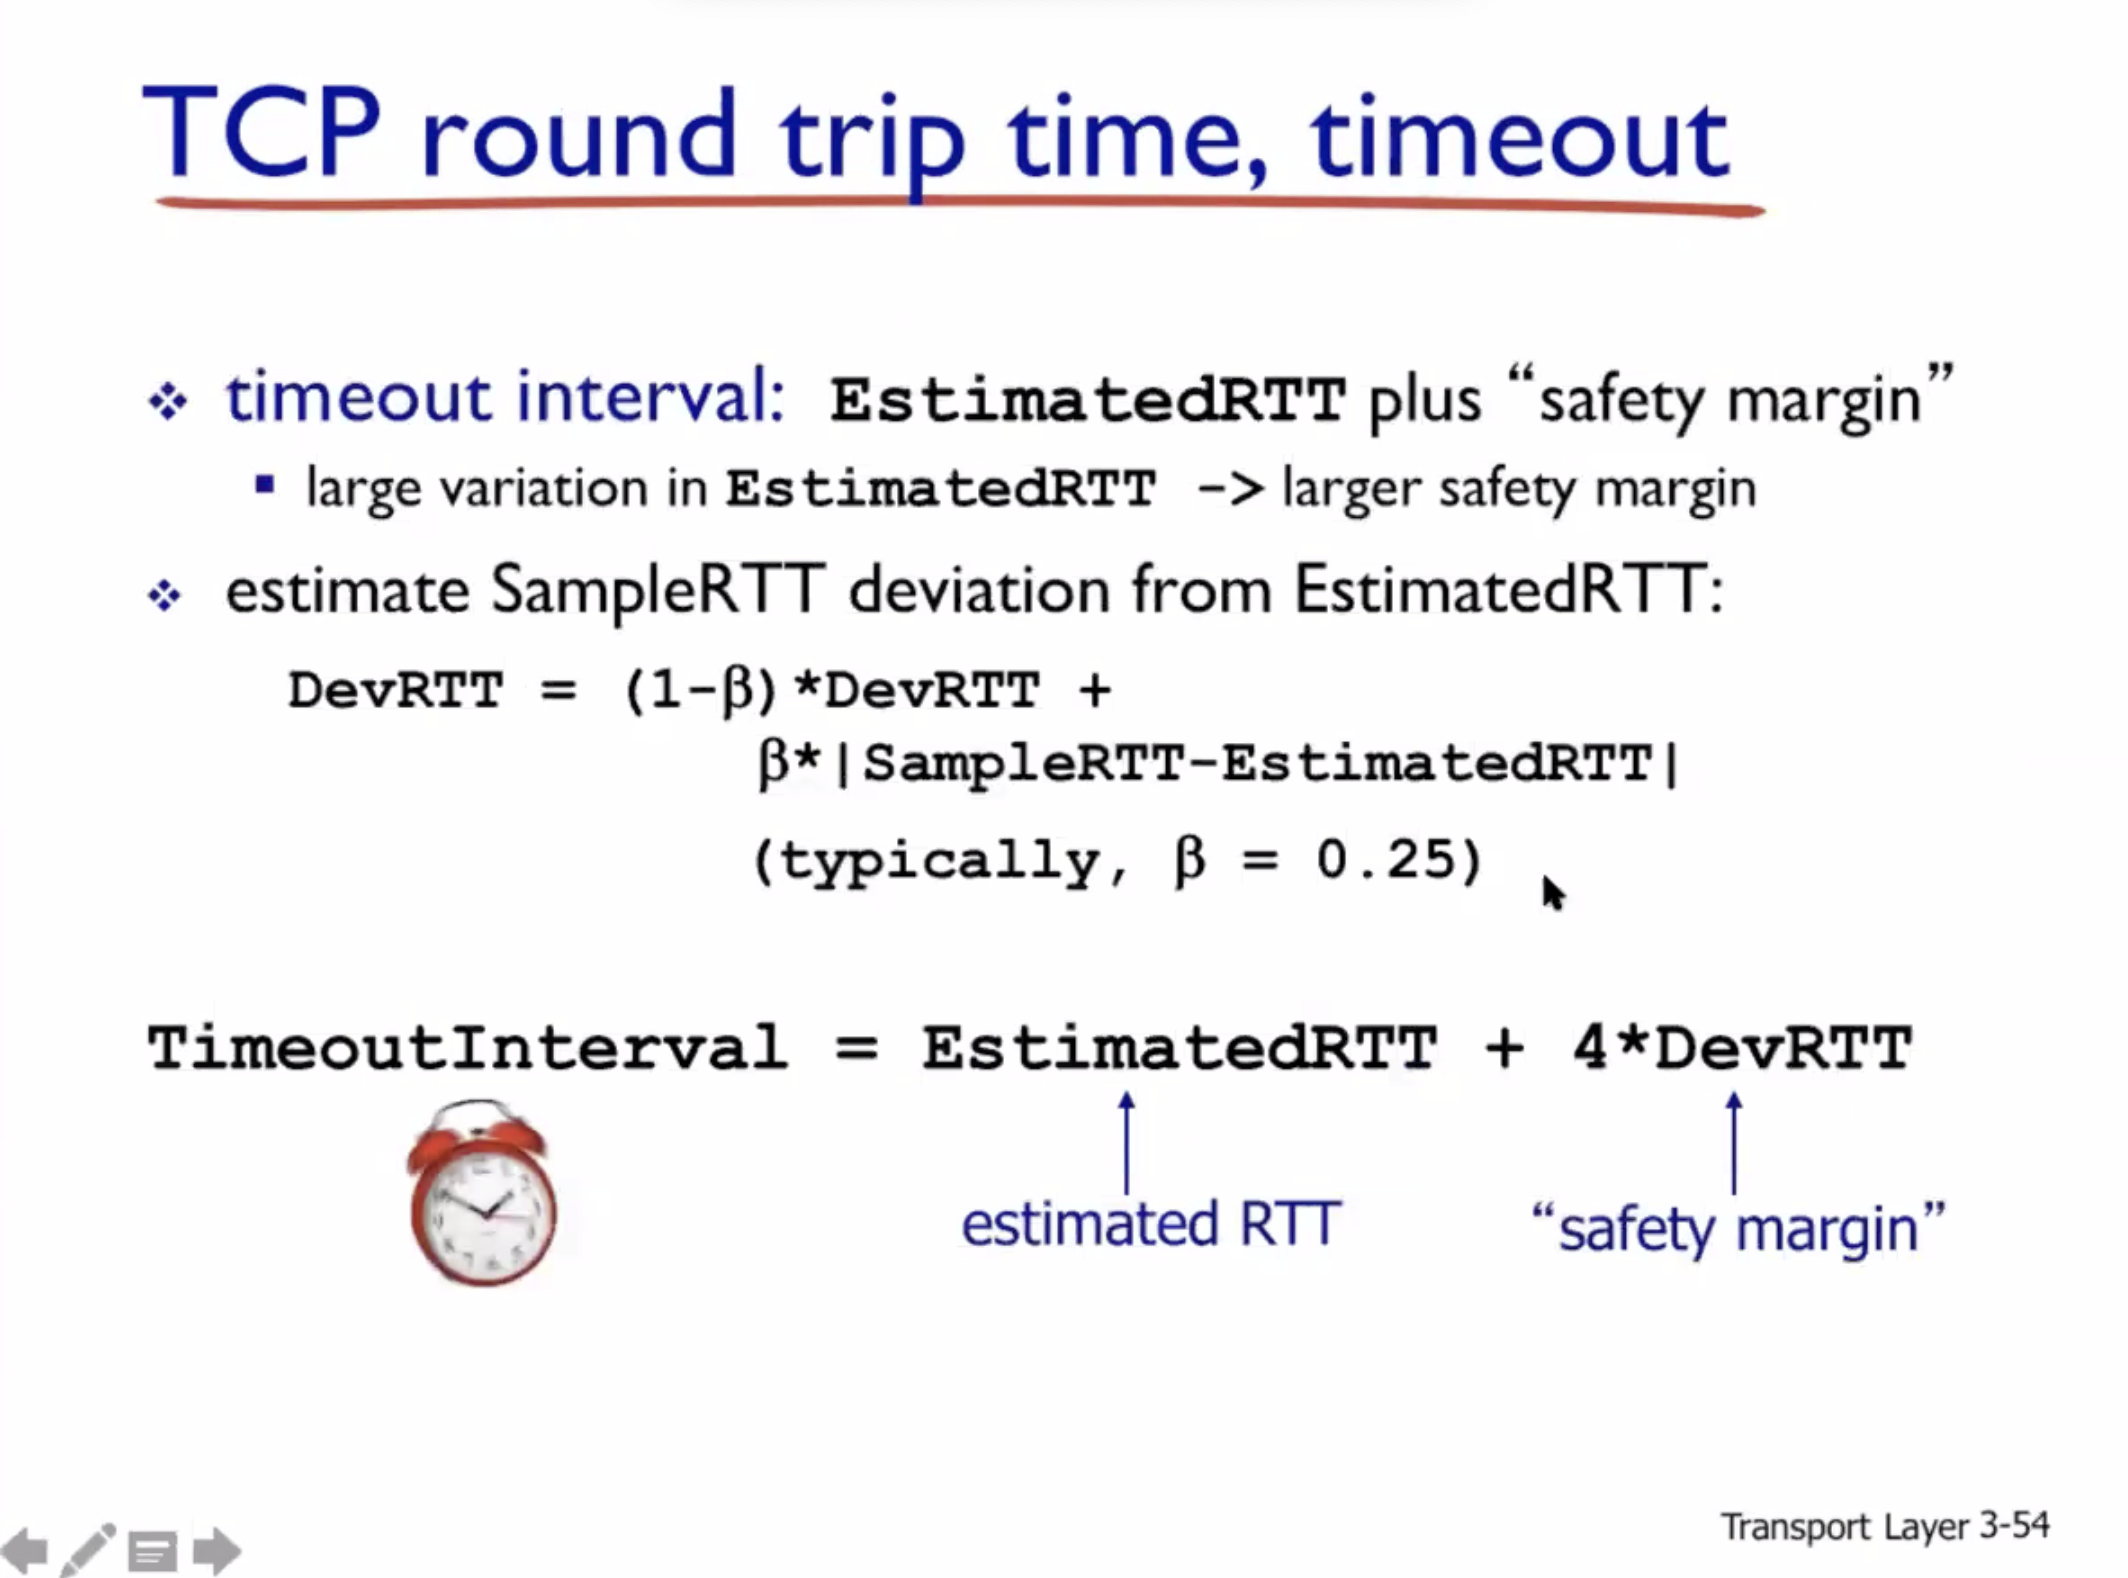 TCP round trip time, timeout
❖ timeout interval: EstimatedRTT plus “safety margin”
▪ large variation in EstimatedRTT -> larger safety margin
❖ estimate SampleRTT deviation from EstimatedRTT:
DevRTT = (1-β)*DevRTT +
β*|SampleRTT-EstimatedRTT|
(typically, β = 0.25)
TimeoutInterval = EstimatedRTT + 4*DevRTT
estimated RTT “safety margin”
Transport Layer 3-54